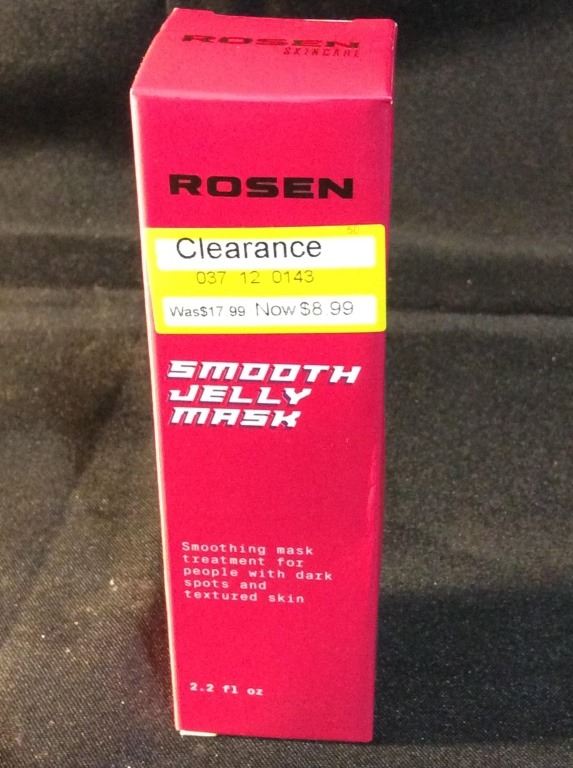 ROSEN
SKINCARE
ROSEN
50
Clearance
037 12 0143
Was$17.99 Now $8.99
SMOOTH
JELLY
MASK
Smoothing mask
treatment for
people with dark
spots and
textured skin
2.2 fl oz